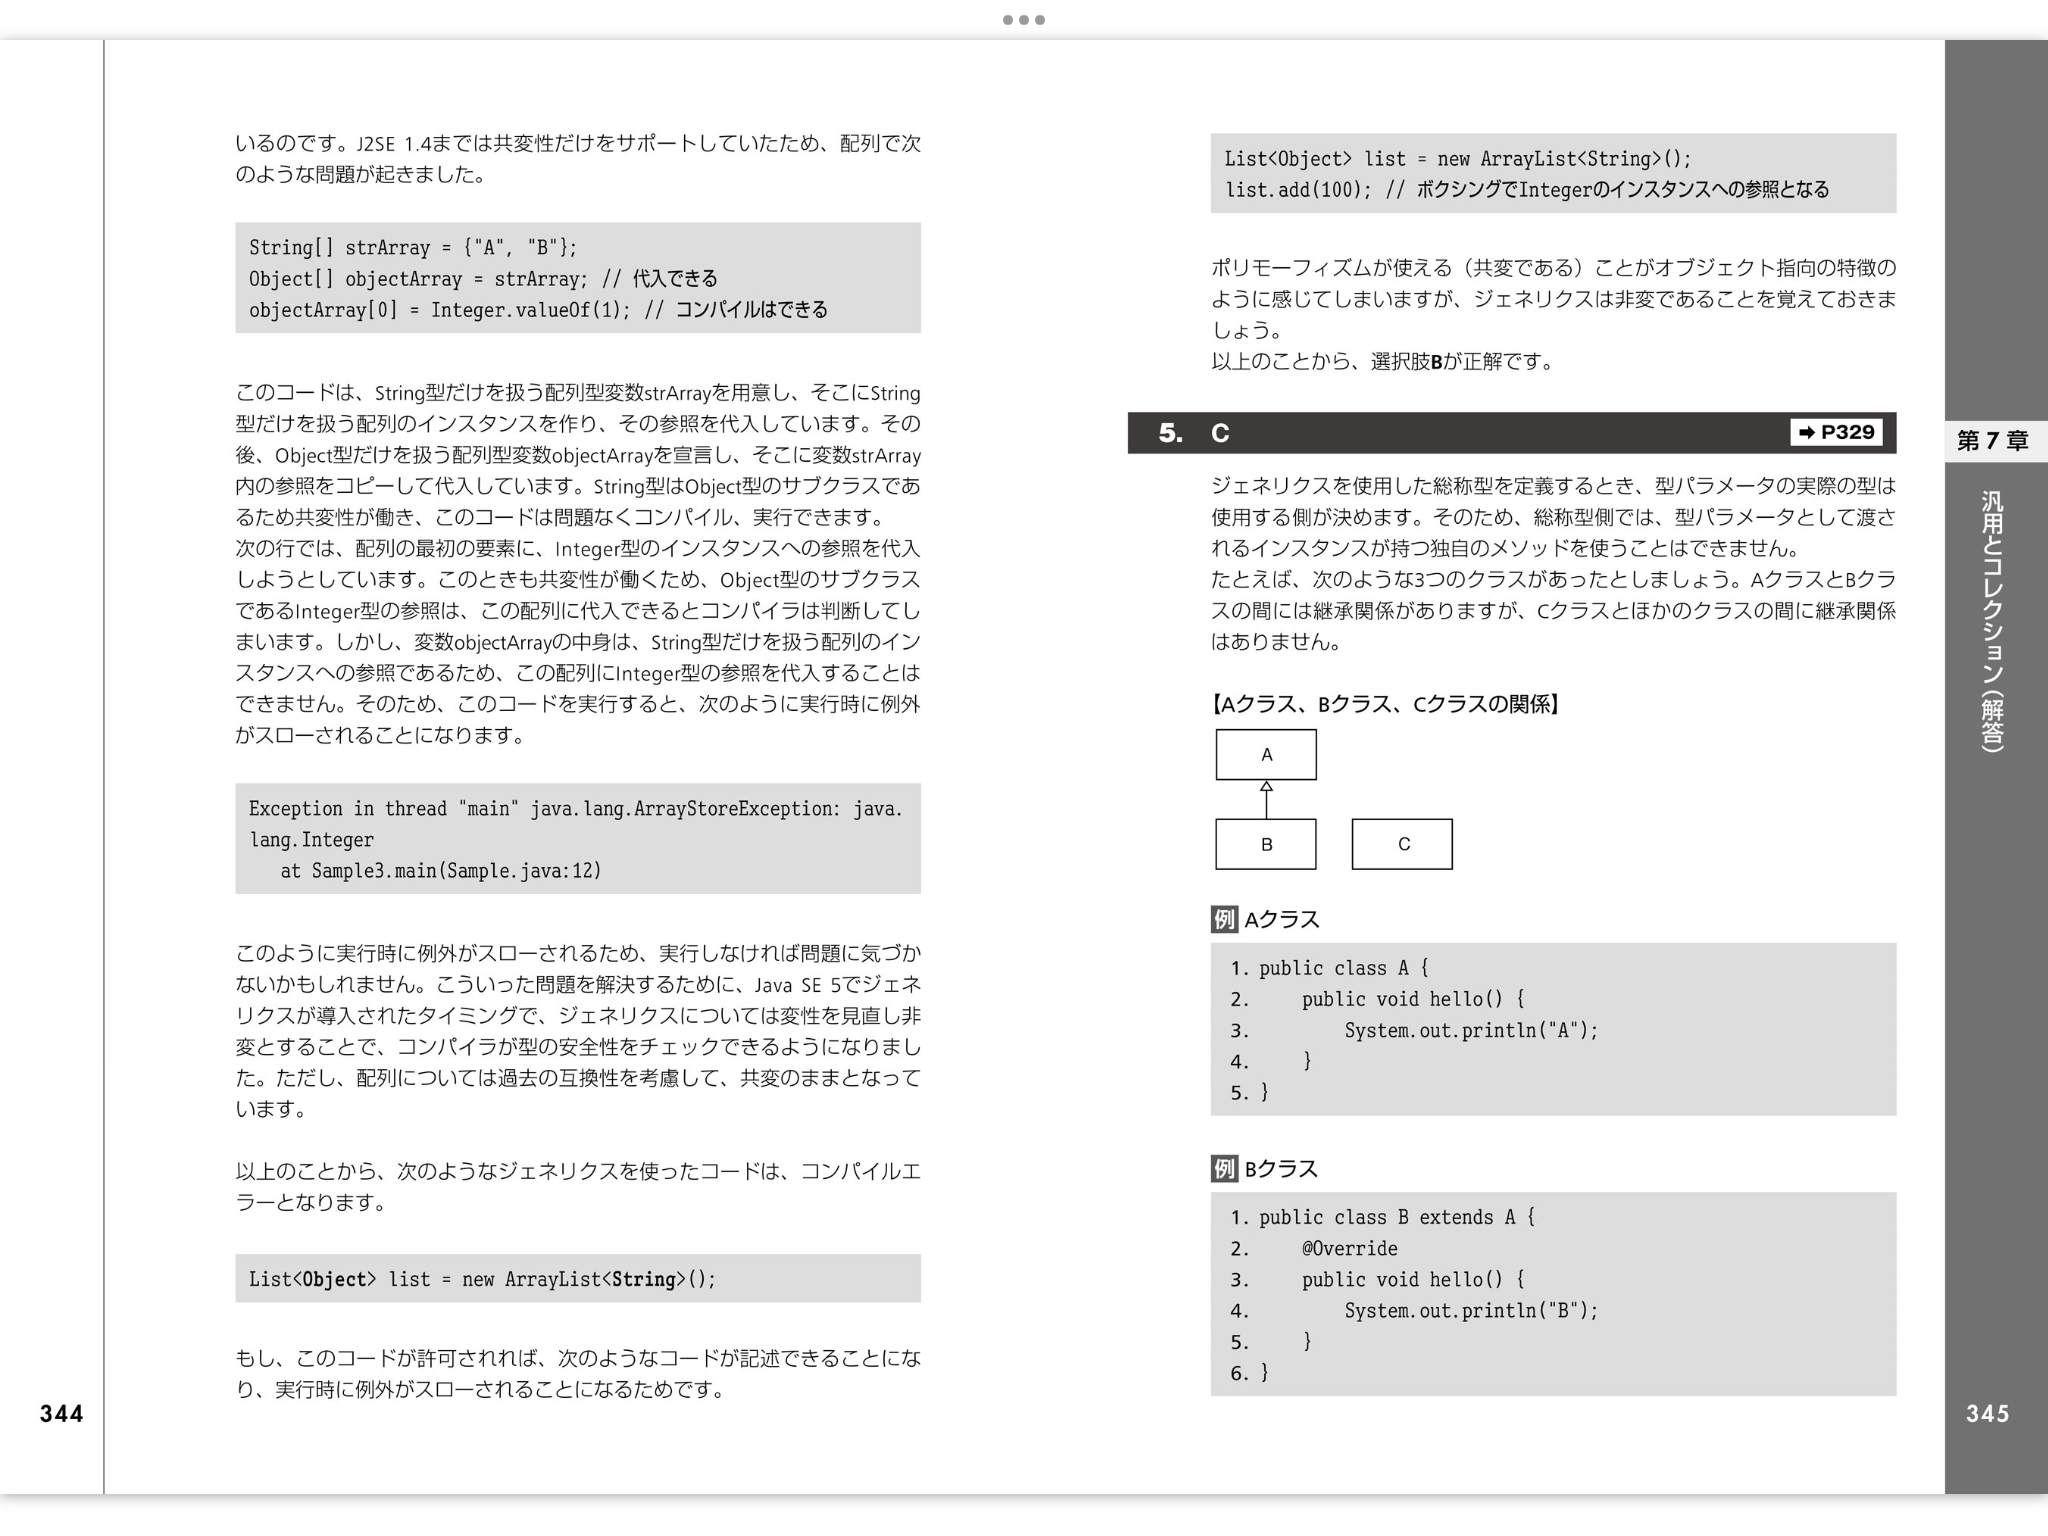 いるのです。J2SE 1.4までは共変性だけをサポートしていたため、配列で次
のような問題が起きました。
String[] strArray = {"A", "B"};
Object[] objectArray = strArray; // 代入できる
objectArray[0] = Integer.valueOf(1); // コンパイルはできる
このコードは、String型だけを扱う配列型変数strArrayを用意し、そこにString
型だけを扱う配列のインスタンスを作り、その参照を代入しています。その
後、Object型だけを扱う配列型変数objectArrayを宣言し、そこに変数strArray
内の参照をコピーして代入しています。String型はObject型のサブクラスであ
るため共変性が働き、このコードは問題なくコンパイル、実行できます。
次の行では、配列の最初の要素に、Integer型のインスタンスへの参照を代入
しようとしています。このときも共変性が働くため、Object型のサブクラス
であるInteger型の参照は、この配列に代入できるとコンパイラは判断してし
まいます。しかし、変数objectArrayの中身は、String型だけを扱う配列のイン
スタンスへの参照であるため、この配列にInteger型の参照を代入することは
できません。そのため、このコードを実行すると、次のように実行時に例外
がスローされることになります。
Exception in thread "main" java.lang.ArrayStoreException: java.
lang.Integer
at Sample3.main(Sample.java:12)
このように実行時に例外がスローされるため、実行しなければ問題に気づか
ないかもしれません。こういった問題を解決するために、Java SE 5でジェネ
リクスが導入されたタイミングで、ジェネリクスについては変性を見直し非
変とすることで、コンパイラが型の安全性をチェックできるようになりまし
た。ただし、配列については過去の互換性を考慮して、共変のままとなって
います。
以上のことから、次のようなジェネリクスを使ったコードは、コンパイルエ
ラーとなります。
List<Object> list = new ArrayList<String>();
もし、このコードが許可されれば、次のようなコードが記述できることにな
り、実行時に例外がスローされることになるためです。
344
List<Object> list = new ArrayList<String>();
list.add(100); // ボクシングでIntegerのインスタンスへの参照となる
ポリモーフィズムが使える（共変である）ことがオブジェクト指向の特徴の
ように感じてしまいますが、ジェネリクスは非変であることを覚えておきま
しょう。
以上のことから、選択肢Bが正解です。
5. C ➡ P329
ジェネリクスを使用した総称型を定義するとき、型パラメータの実際の型は
使用する側が決めます。そのため、総称型側では、型パラメータとして渡さ
れるインスタンスが持つ独自のメソッドを使うことはできません。
たとえば、次のような3つのクラスがあったとしましょう。AクラスとBクラ
スの間には継承関係がありますが、Cクラスとほかのクラスの間に継承関係
はありません。
【Aクラス、Bクラス、Cクラスの関係】
A
B C
例 Aクラス
1. public class A {
2. public void hello() {
3. System.out.println("A");
4. }
5. }
例 Bクラス
1. public class B extends A {
2. @Override
3. public void hello() {
4. System.out.println("B");
5. }
6. }
第7章
汎用とコレクション（解答）
345